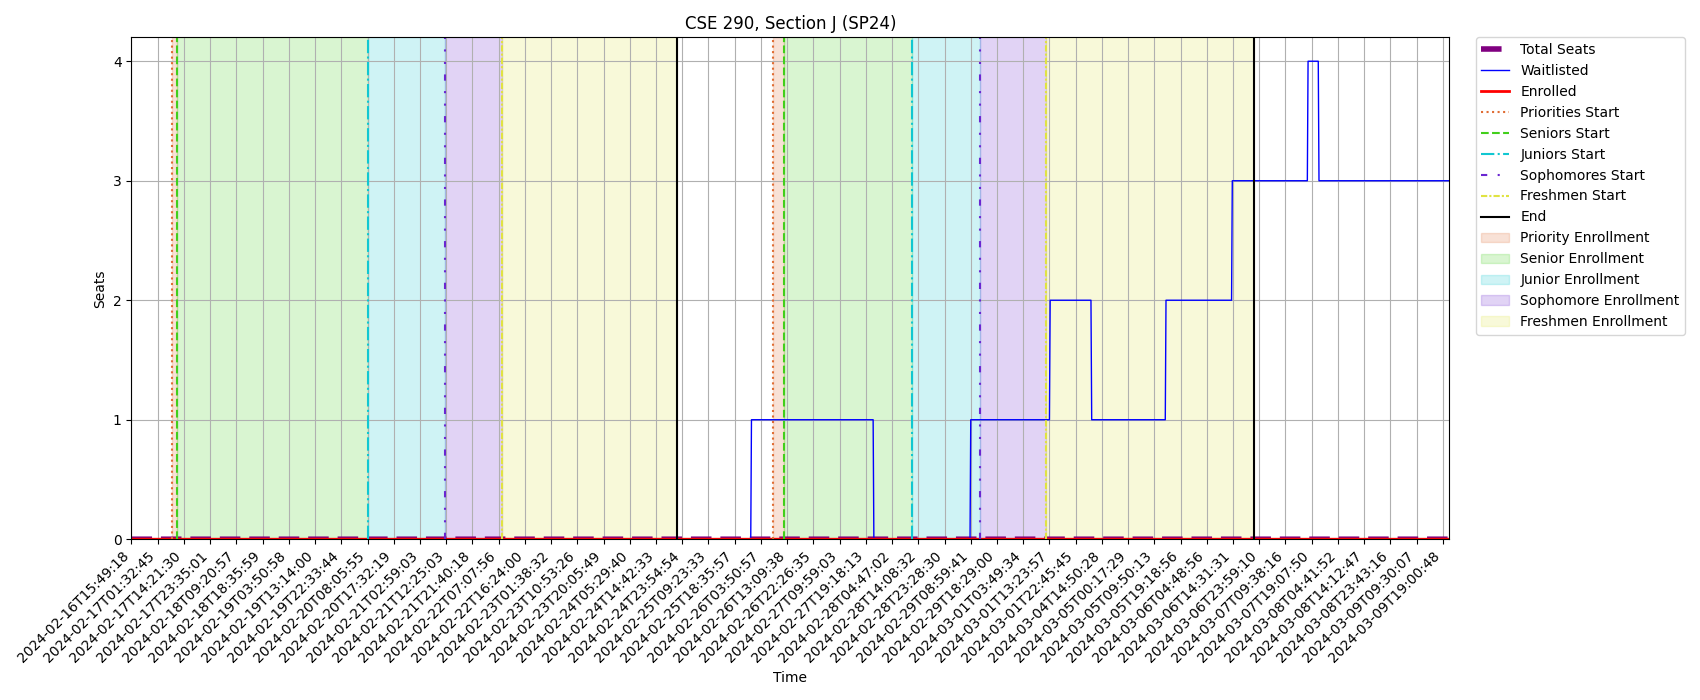 CSE 290, Section J (SP24)
Seats
4
3
2
1
0
2024-02-16T15:49:18
2024-02-17T01:32:45
2024-02-17T14:21:30
2024-02-17T23:35:01
2024-02-18T09:20:57
2024-02-18T18:35:59
2024-02-19T03:50:58
2024-02-19T13:14:00
2024-02-19T22:33:44
2024-02-20T08:05:55
2024-02-20T17:32:19
2024-02-21T02:59:03
2024-02-21T12:25:03
2024-02-21T21:40:18
2024-02-22T07:07:56
2024-02-22T16:24:00
2024-02-23T01:38:32
2024-02-23T10:53:26
2024-02-23T20:05:49
2024-02-24T05:29:40
2024-02-24T14:42:33
2024-02-24T23:54:54
2024-02-25T09:23:33
2024-02-25T18:35:57
2024-02-26T03:50:57
2024-02-26T13:09:38
2024-02-26T22:26:35
2024-02-27T09:59:03
2024-02-27T19:18:13
2024-02-28T04:47:02
2024-02-28T14:08:32
2024-02-28T23:28:30
2024-02-29T08:59:41
2024-02-29T18:29:00
2024-03-01T03:49:34
2024-03-01T13:23:57
2024-03-01T22:45:45
2024-03-04T14:50:28
2024-03-05T00:17:29
2024-03-05T09:50:13
2024-03-05T19:18:56
2024-03-06T04:48:56
2024-03-06T14:31:31
2024-03-06T23:59:10
2024-03-07T09:38:16
2024-03-07T19:07:50
2024-03-08T04:41:52
2024-03-08T14:12:47
2024-03-08T23:43:16
2024-03-09T09:30:07
2024-03-09T19:00:48
Time
Total Seats
Waitlisted
Enrolled
Priorities Start
Seniors Start
Juniors Start
Sophomores Start
Freshmen Start
End
Priority Enrollment
Senior Enrollment
Junior Enrollment
Sophomore Enrollment
Freshmen Enrollment